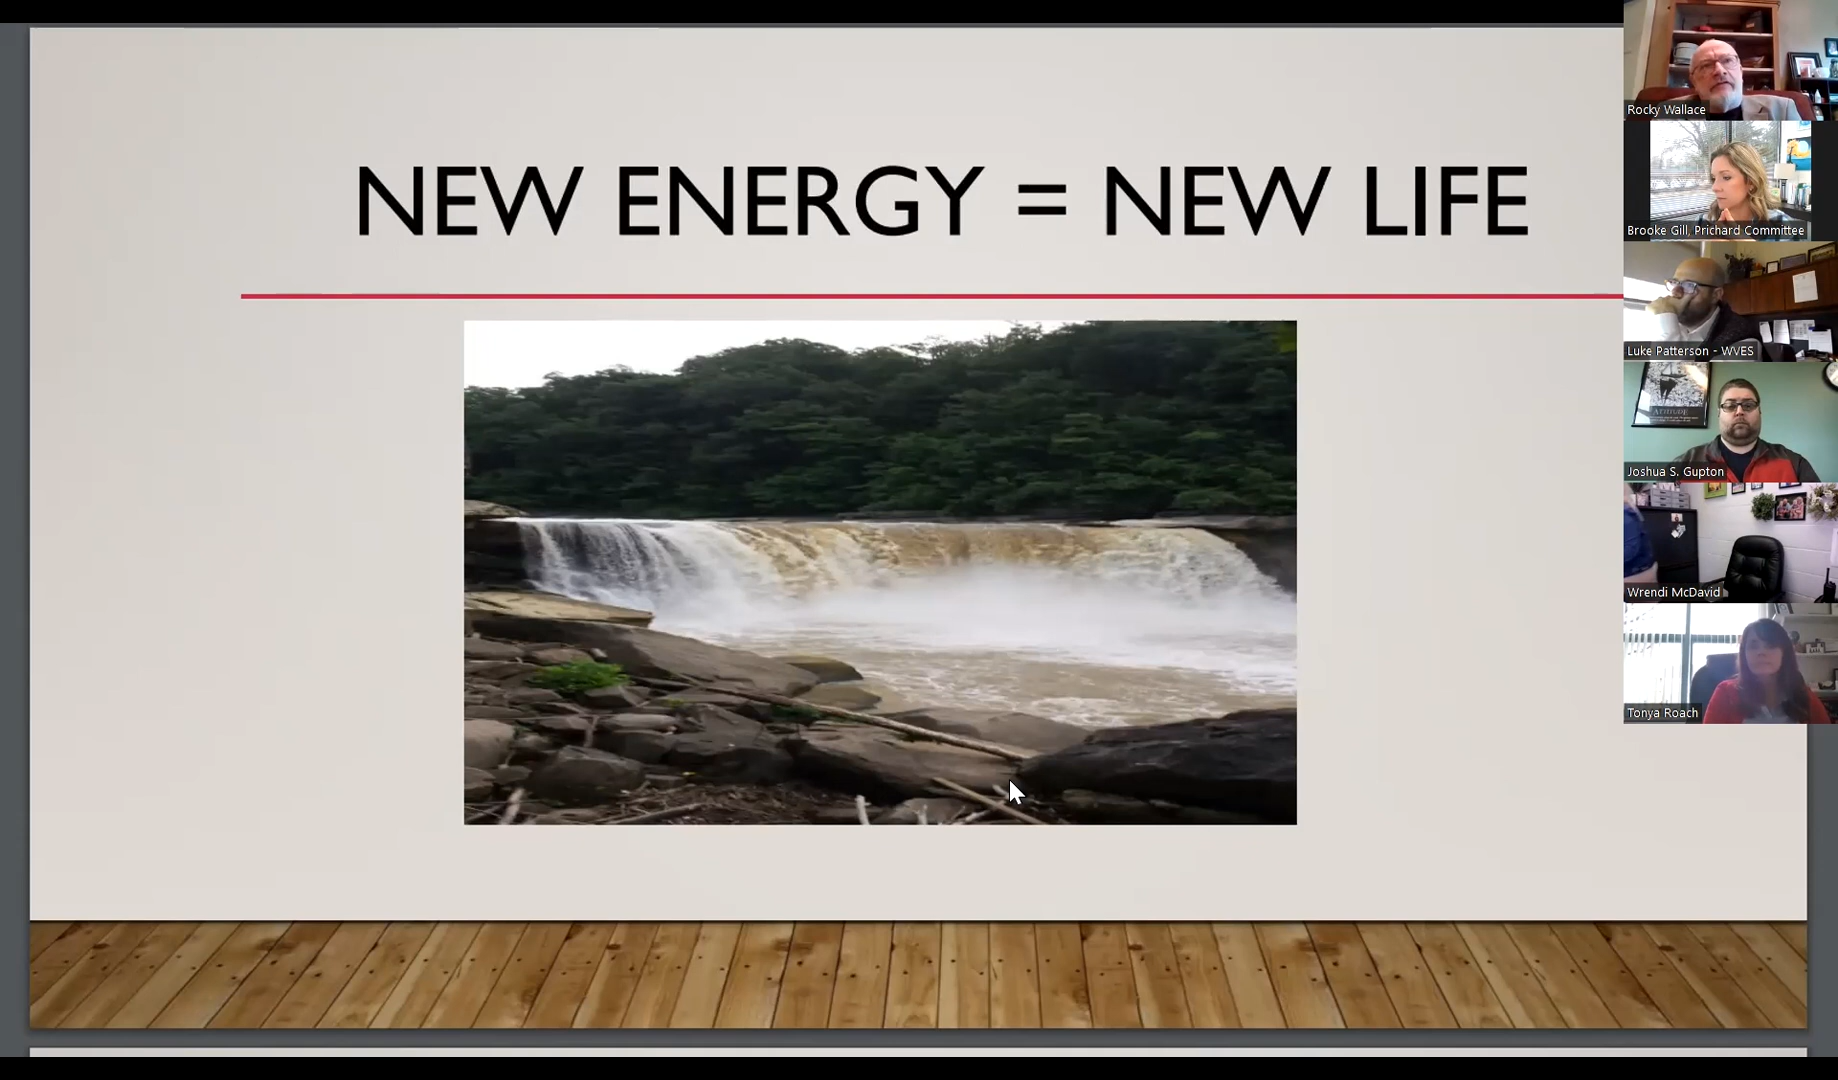 NEW ENERGY = NEW LIFE
Rocky Wallace
Brooke Gill, Prichard Committee
Luke Patterson - WVES
ATTITUDE
Joshua S. Gupton
Wrendi McDavid
Tonya Roach